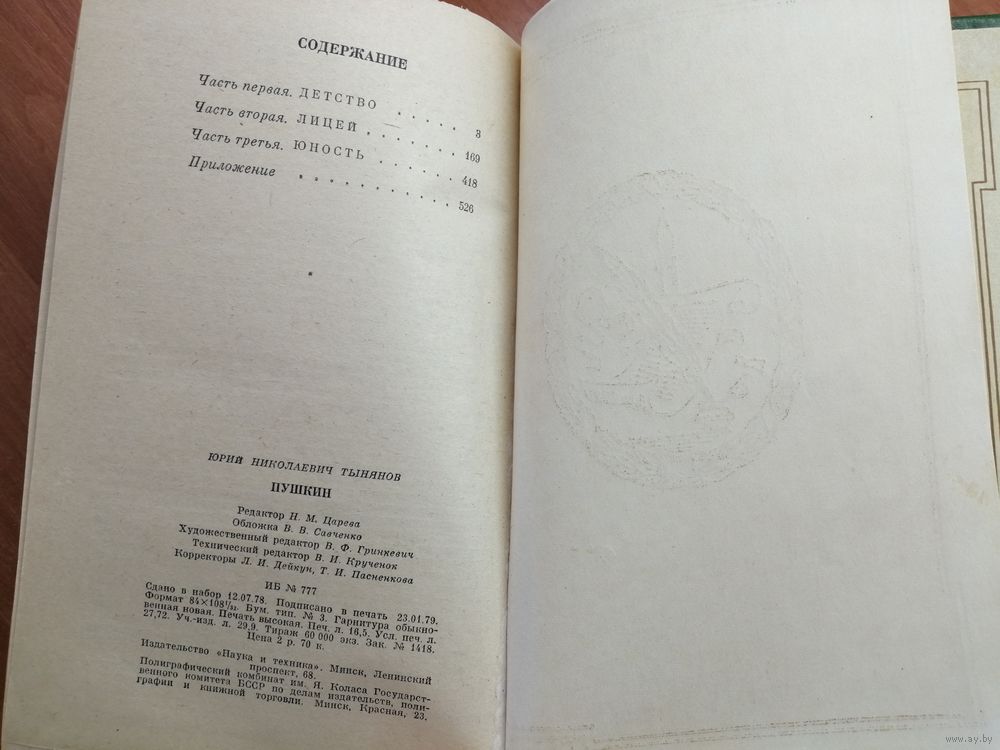 СОДЕРЖАНИЕ
Часть первая. ДЕТСТВО . . . . . . 3
Часть вторая. ЛИЦЕЙ . . . . . . . 169
Часть третья. ЮНОСТЬ . . . . . . 418
Приложение . . . . . . . . . . 526
ЮРИЙ НИКОЛАЕВИЧ ТЫНЯНОВ
ПУШКИН
Редактор Н. М. Царева
Обложка В. В. Савченко
Художественный редактор В. Ф. Гринкевич
Технический редактор В. И. Крученок
Корректоры Л. И. Дейкун, Т. И. Пасненкова
ИБ № 777
Сдано в набор 12.07.78. Подписано в печать 23.01.79.
Формат 84×108¹/₃₂. Бум. тип. № 3. Гарнитура обыкно-
венная новая. Печать высокая. Печ. л. 16,5. Усл. печ. л.
27,72. Уч.-изд. л. 29,9. Тираж 60 000 экз. Зак. № 1418.
Цена 2 р. 70 к.
Издательство «Наука и техника». Минск, Ленинский
проспект, 68.
Полиграфический комбинат им. Я. Коласа Государст-
венного комитета БССР по делам издательств, поли-
графии и книжной торговли. Минск, Красная, 23.
www.ay.by